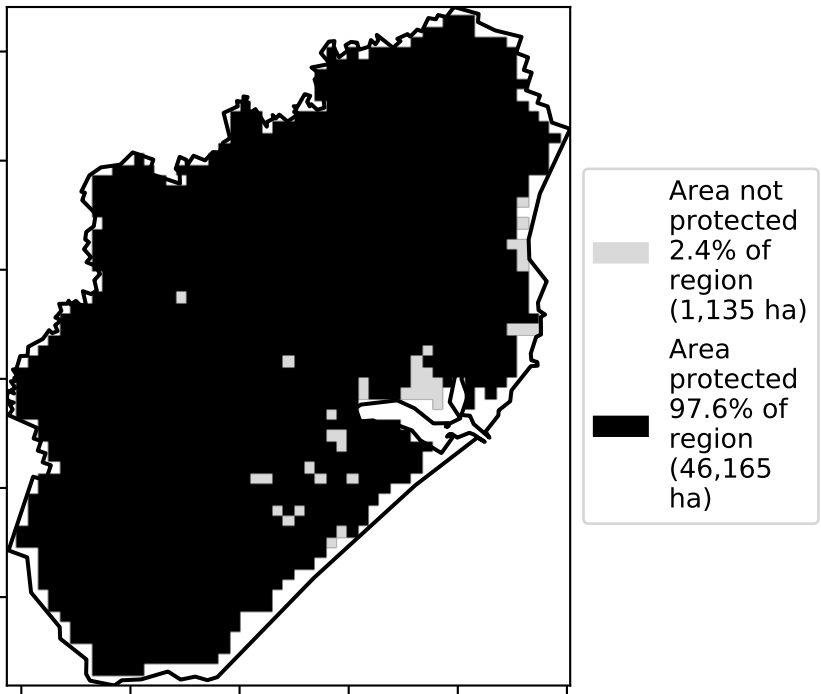 Area not
protected
2.4% of
region
(1,135 ha)
Area
protected
97.6% of
region
(46,165
ha)